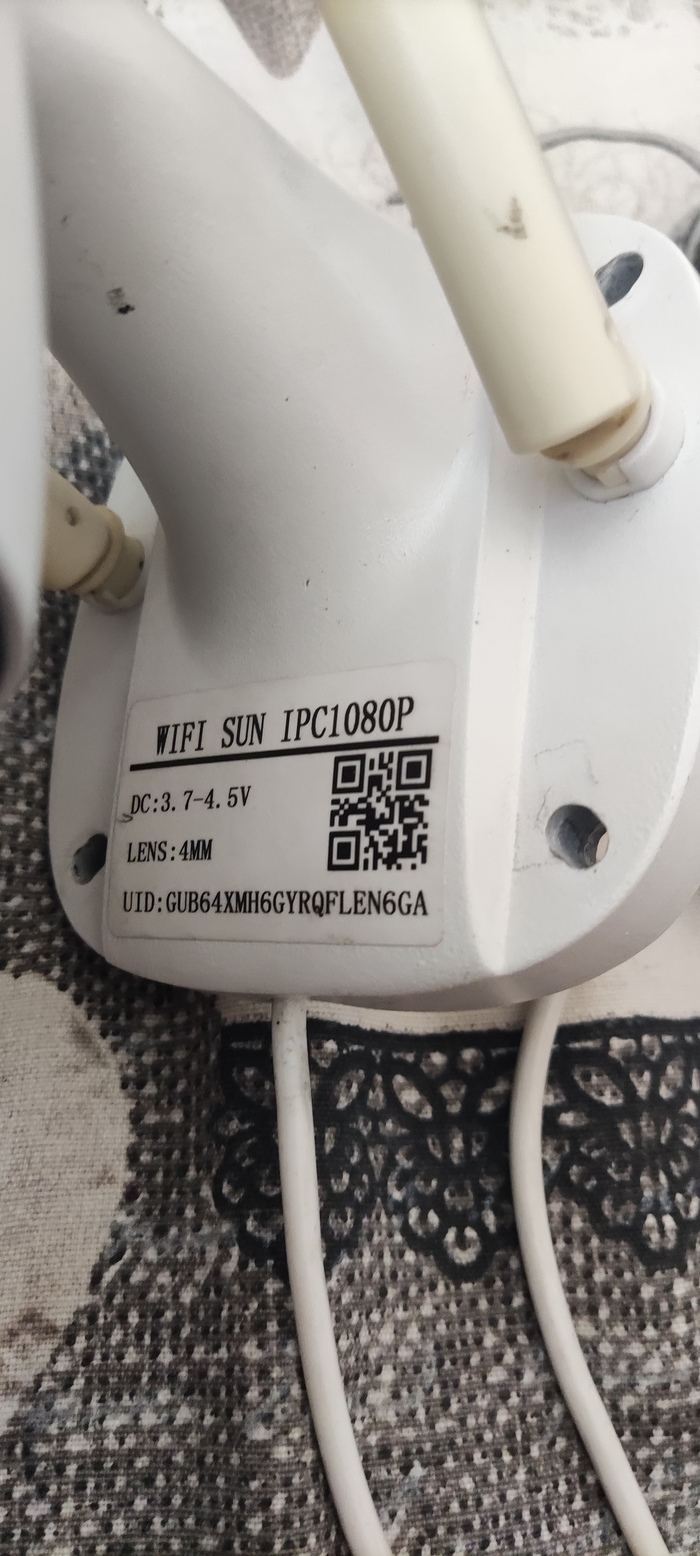 WIFI SUN IPC1080P
DC:3.7-4.5V
LENS:4MM
UID:GUB64XMH6GYRQFLEN6GA